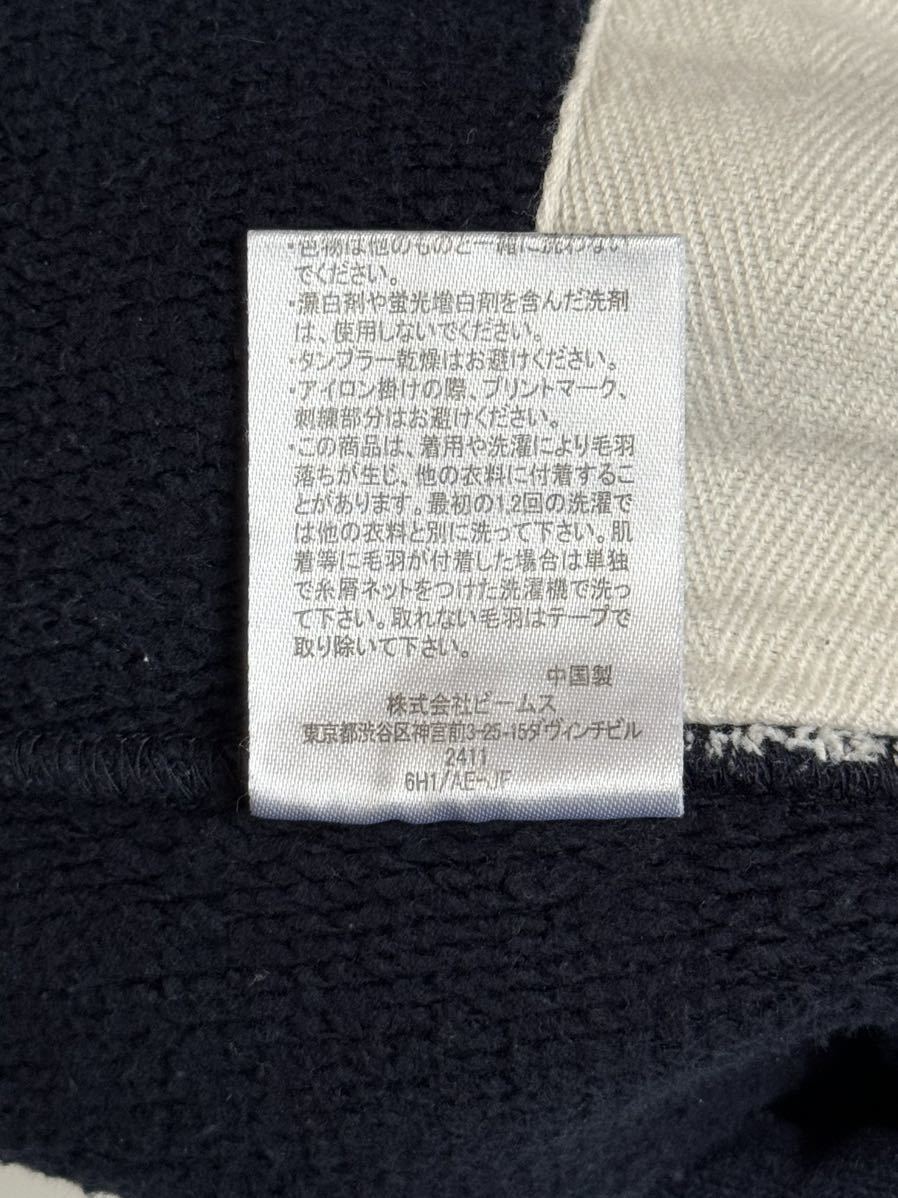 ・色物は他のものと一緒に洗わない
でください。
・漂白剤や蛍光増白剤を含んだ洗剤
は、使用しないでください。
・タンブラー乾燥はお避けください。
・アイロン掛けの際、プリントマーク、
刺繍部分はお避けください。
・この商品は、着用や洗濯により毛羽
落ちが生じ、他の衣料に付着するこ
とがあります。最初の1,2回の洗濯で
は他の衣料と別に洗って下さい。肌
着等に毛羽が付着した場合は単独
で糸屑ネットをつけた洗濯機で洗っ
て下さい。取れない毛羽はテープで
取り除いて下さい。
中国製
株式会社ビームス
東京都渋谷区神宮前3-25-15ダヴィンチビル
2411
6H1/AE-JF